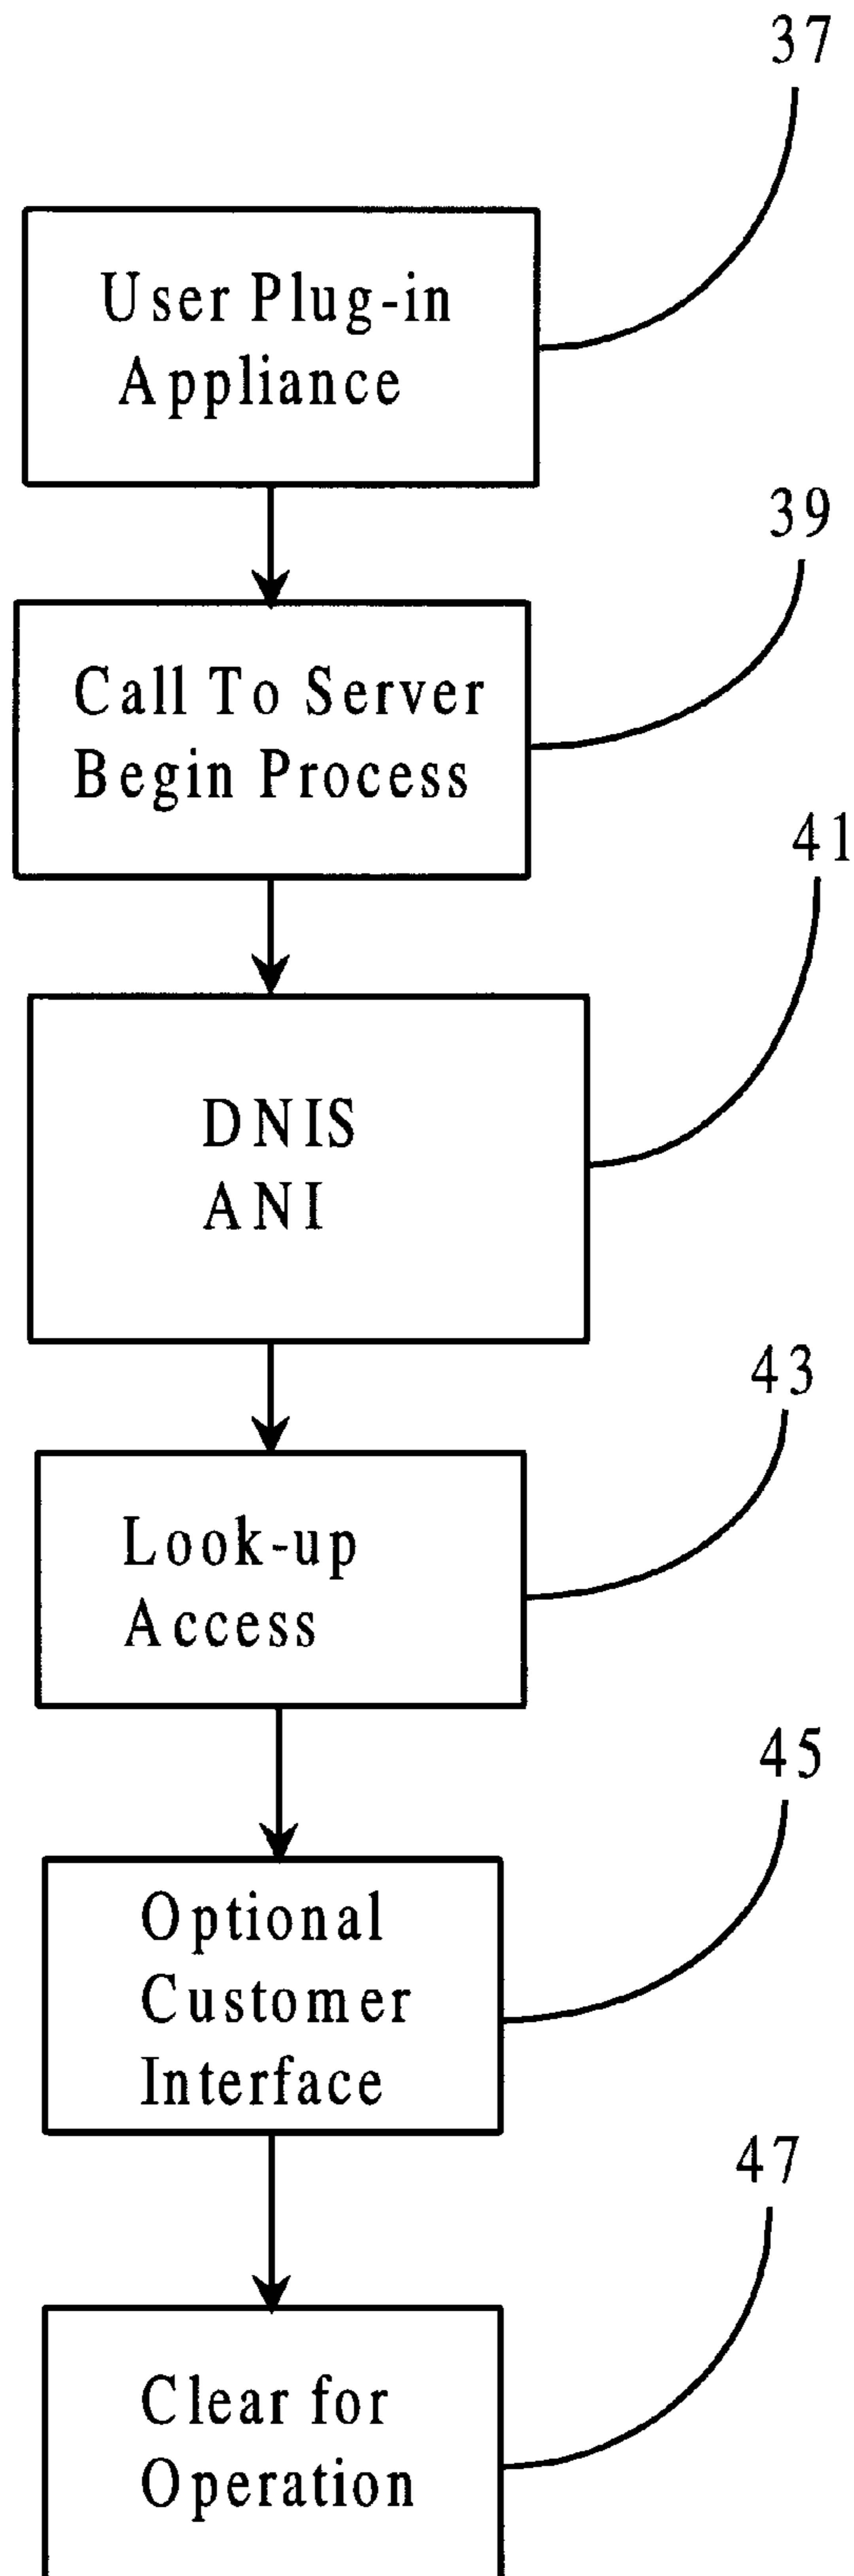 37
User Plug-in
Appliance
39
Call To Server
Begin Process
41
DNIS
ANI
43
Look-up
Access
45
Optional
Customer
Interface
47
Clear for
Operation